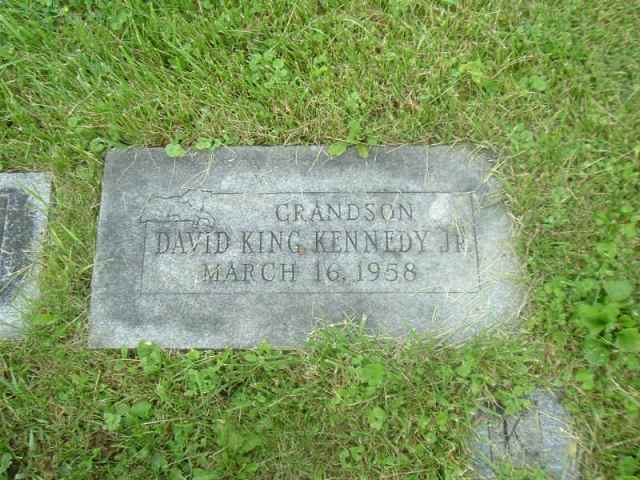 GRANDSON
DAVID KING KENNEDY JR
MARCH 16, 1958
K